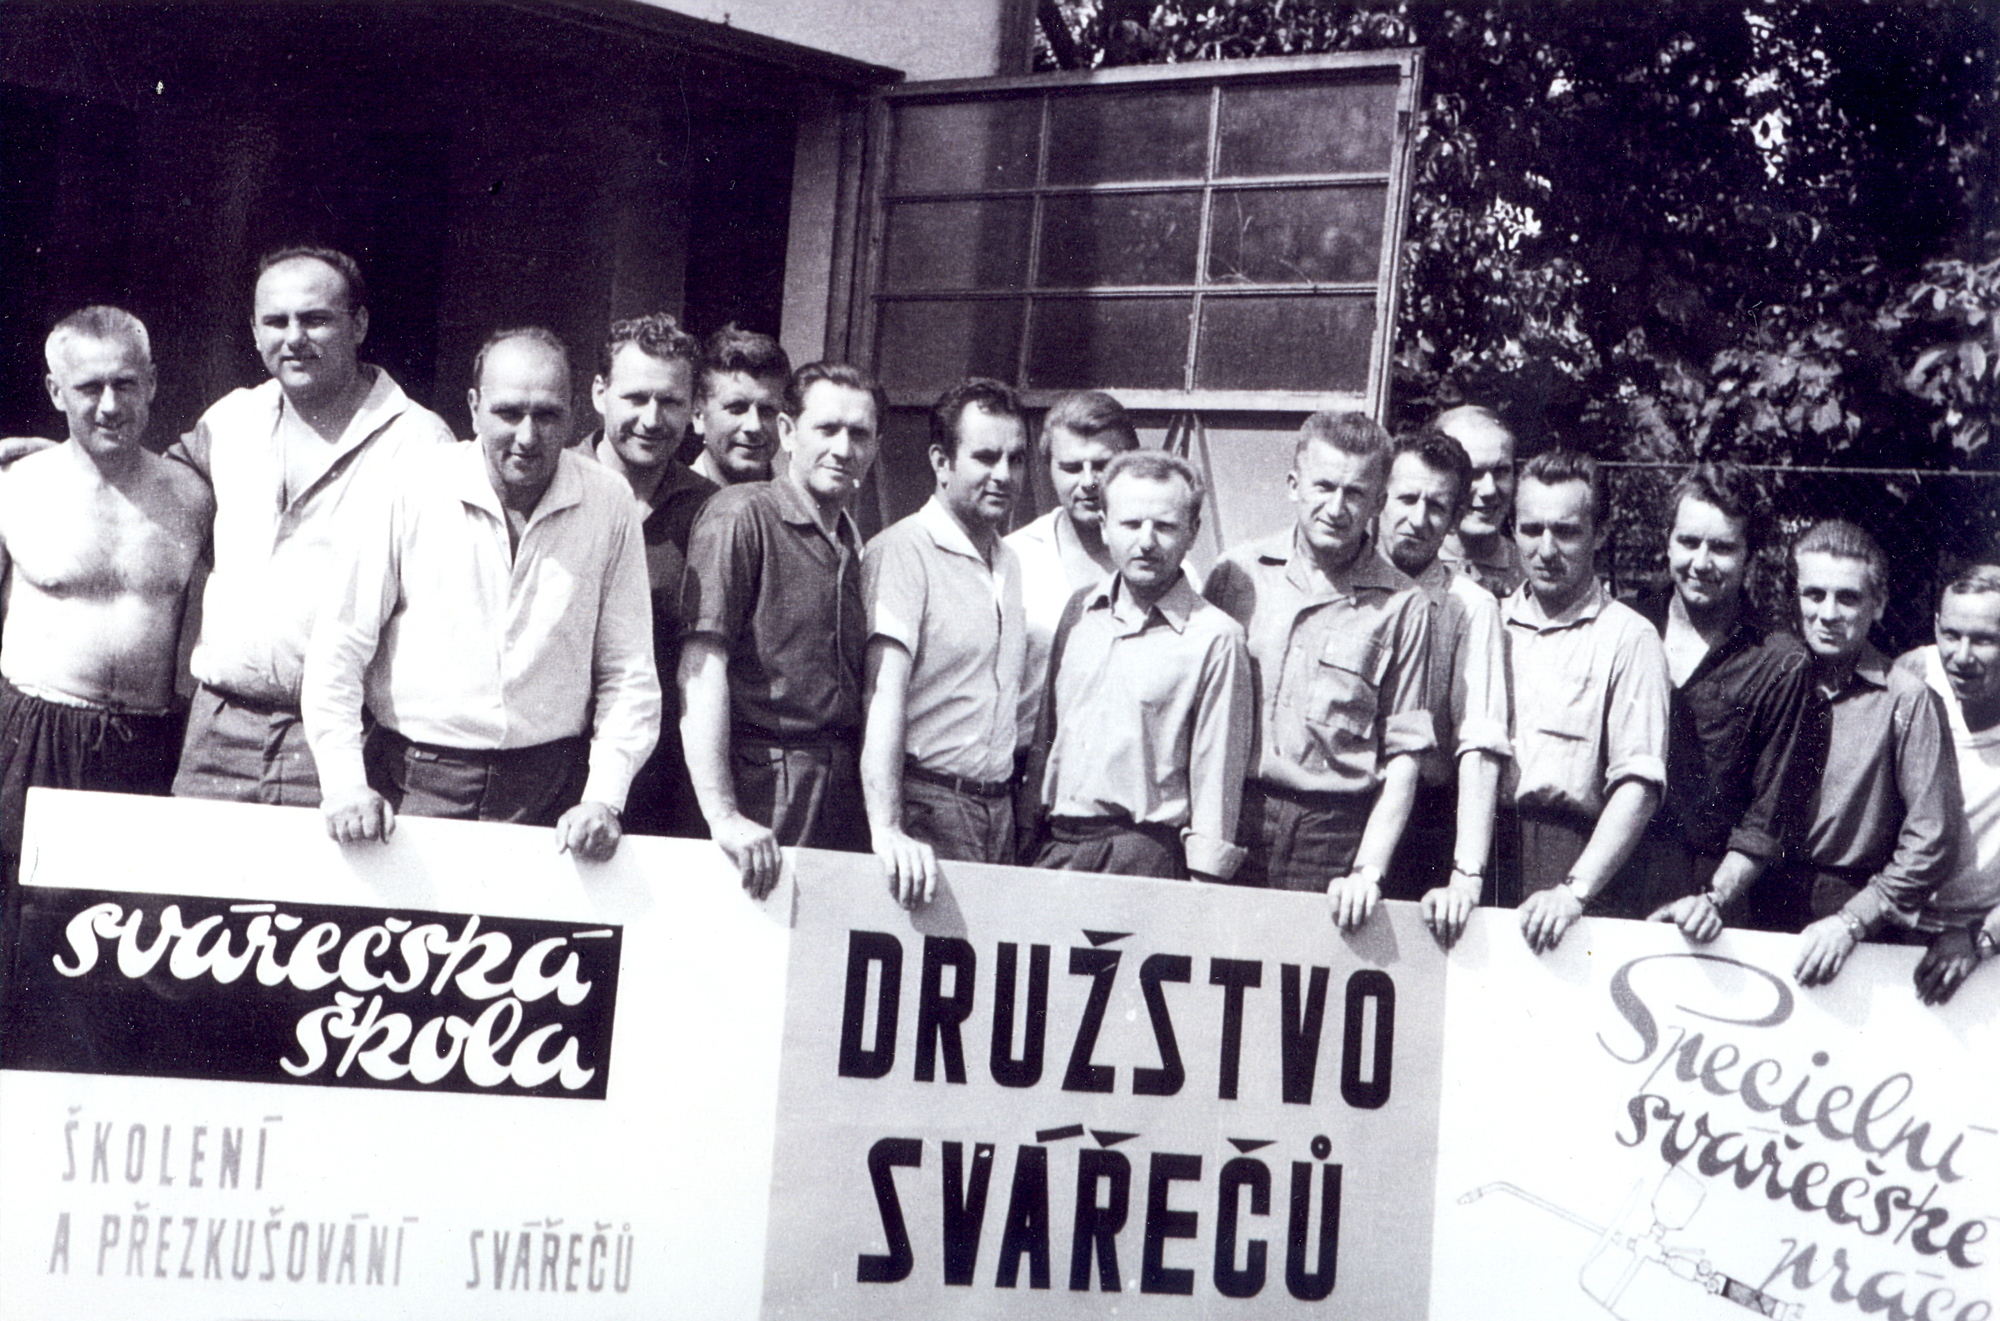 svářečská
škola
ŠKOLENÍ
A PŘEZKUŠOVÁNÍ SVÁŘEČŮ
DRUŽSTVO
SVÁŘEČŮ
Specielní
svářečské
práce